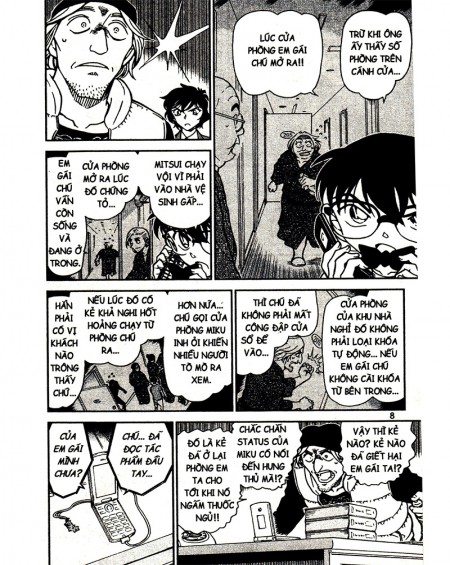 TRỪ KHI ÔNG
ẤY THẤY SỐ
PHÒNG TRÊN
CÁNH CỬA...
LÚC CỬA
PHÒNG EM GÁI
CHÚ MỞ RA!!
MITSUI CHẠY
VỘI VÌ PHẢI
VÀO NHÀ VỆ
SINH GẤP...
CỬA PHÒNG
MỞ RA LÚC
ĐÓ CHỨNG
TỎ...
EM
GÁI
CHÚ
VẪN
CÒN
SỐNG
VÀ
ĐANG
Ở
TRONG.
CỬA PHÒNG
CỦA KHU NHÀ
NGHỈ ĐÓ KHÔNG
PHẢI LOẠI KHÓA
TỰ ĐỘNG... NẾU
EM GÁI CHÚ
KHÔNG CÀI KHÓA
TỪ BÊN TRONG...
THÌ CHÚ ĐÃ
KHÔNG PHẢI MẤT
CÔNG ĐẬP CỬA
SỔ ĐỂ
VÀO...
HƠN NỮA...
CHÚ GỌI CỬA
PHÒNG MIKU
INH ỎI KHIẾN
NHIỀU NGƯỜI
TÒ MÒ RA
XEM.
NẾU LÚC ĐÓ CÓ
KẺ KHẢ NGHI HỐT
HOẢNG CHẠY TỪ
PHÒNG CHÚ
RA...
HẲN
PHẢI
CÓ VỊ
KHÁCH
NÀO
TRÔNG
THẤY
CHỨ...
8
VẬY THÌ KẺ
NÀO? KẺ NÀO
ĐÃ GIẾT HẠI
EM GÁI TA!?
CHẮC CHẮN
STATUS CỦA
MIKU CÓ NÓI
ĐẾN HUNG
THỦ MÀ!?
ĐÓ LÀ KẺ
ĐÃ Ở LẠI
PHÒNG EM
TA CHO
TỚI KHI NÓ
NGẤM THUỐC
NGỦ!!
CHÚ... ĐÃ
ĐỌC TÁC
PHẨM ĐẦU
TAY...
CỦA
EM GÁI
MÌNH
CHƯA?